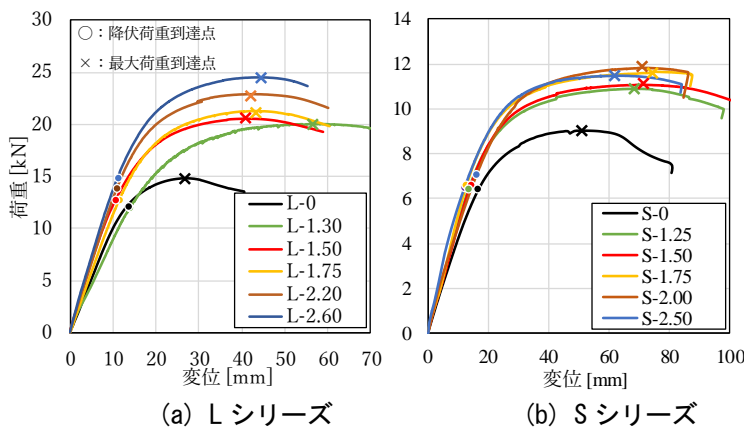 30
25
20
15
10
5
0
荷重 [kN]
○：降伏荷重到達点
×：最大荷重到達点
L-0
L-1.30
L-1.50
L-1.75
L-2.20
L-2.60
0 10 20 30 40 50 60 70
変位 [mm]
(a) L シリーズ
14
12
10
8
6
4
2
0
S-0
S-1.25
S-1.50
S-1.75
S-2.00
S-2.50
0 20 40 60 80 100
変位 [mm]
(b) S シリーズ